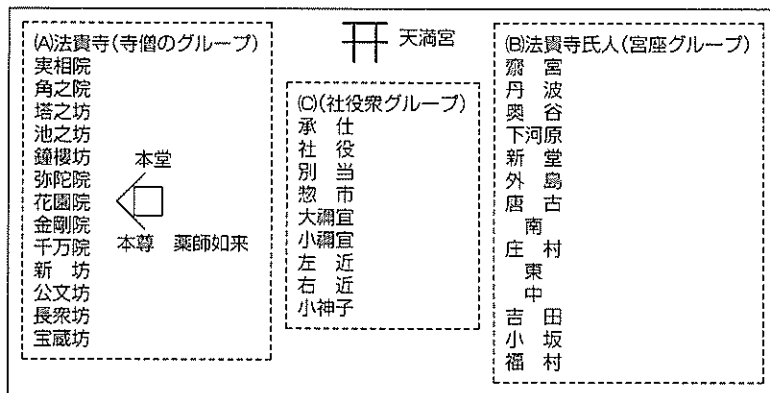 (A)法貴寺(寺僧のグループ)
実相院
角之院
塔之坊
池之坊
鐘樓坊
弥陀院
花園院
金剛院
千万院
新 坊
公文坊
長衆坊
宝蔵坊
本堂
本尊 薬師如来
天満宮
(C)(社役衆グループ)
承 仕
社 役
別 当
惣 市
大禰宜
小禰宜
左 近
右 近
小神子
(B)法貴寺氏人(宮座グループ)
齋 宮
丹 波
奥 谷
下河原
新 堂
外 島
唐 古
南
庄 村
東
中
吉 田
小 坂
福 村